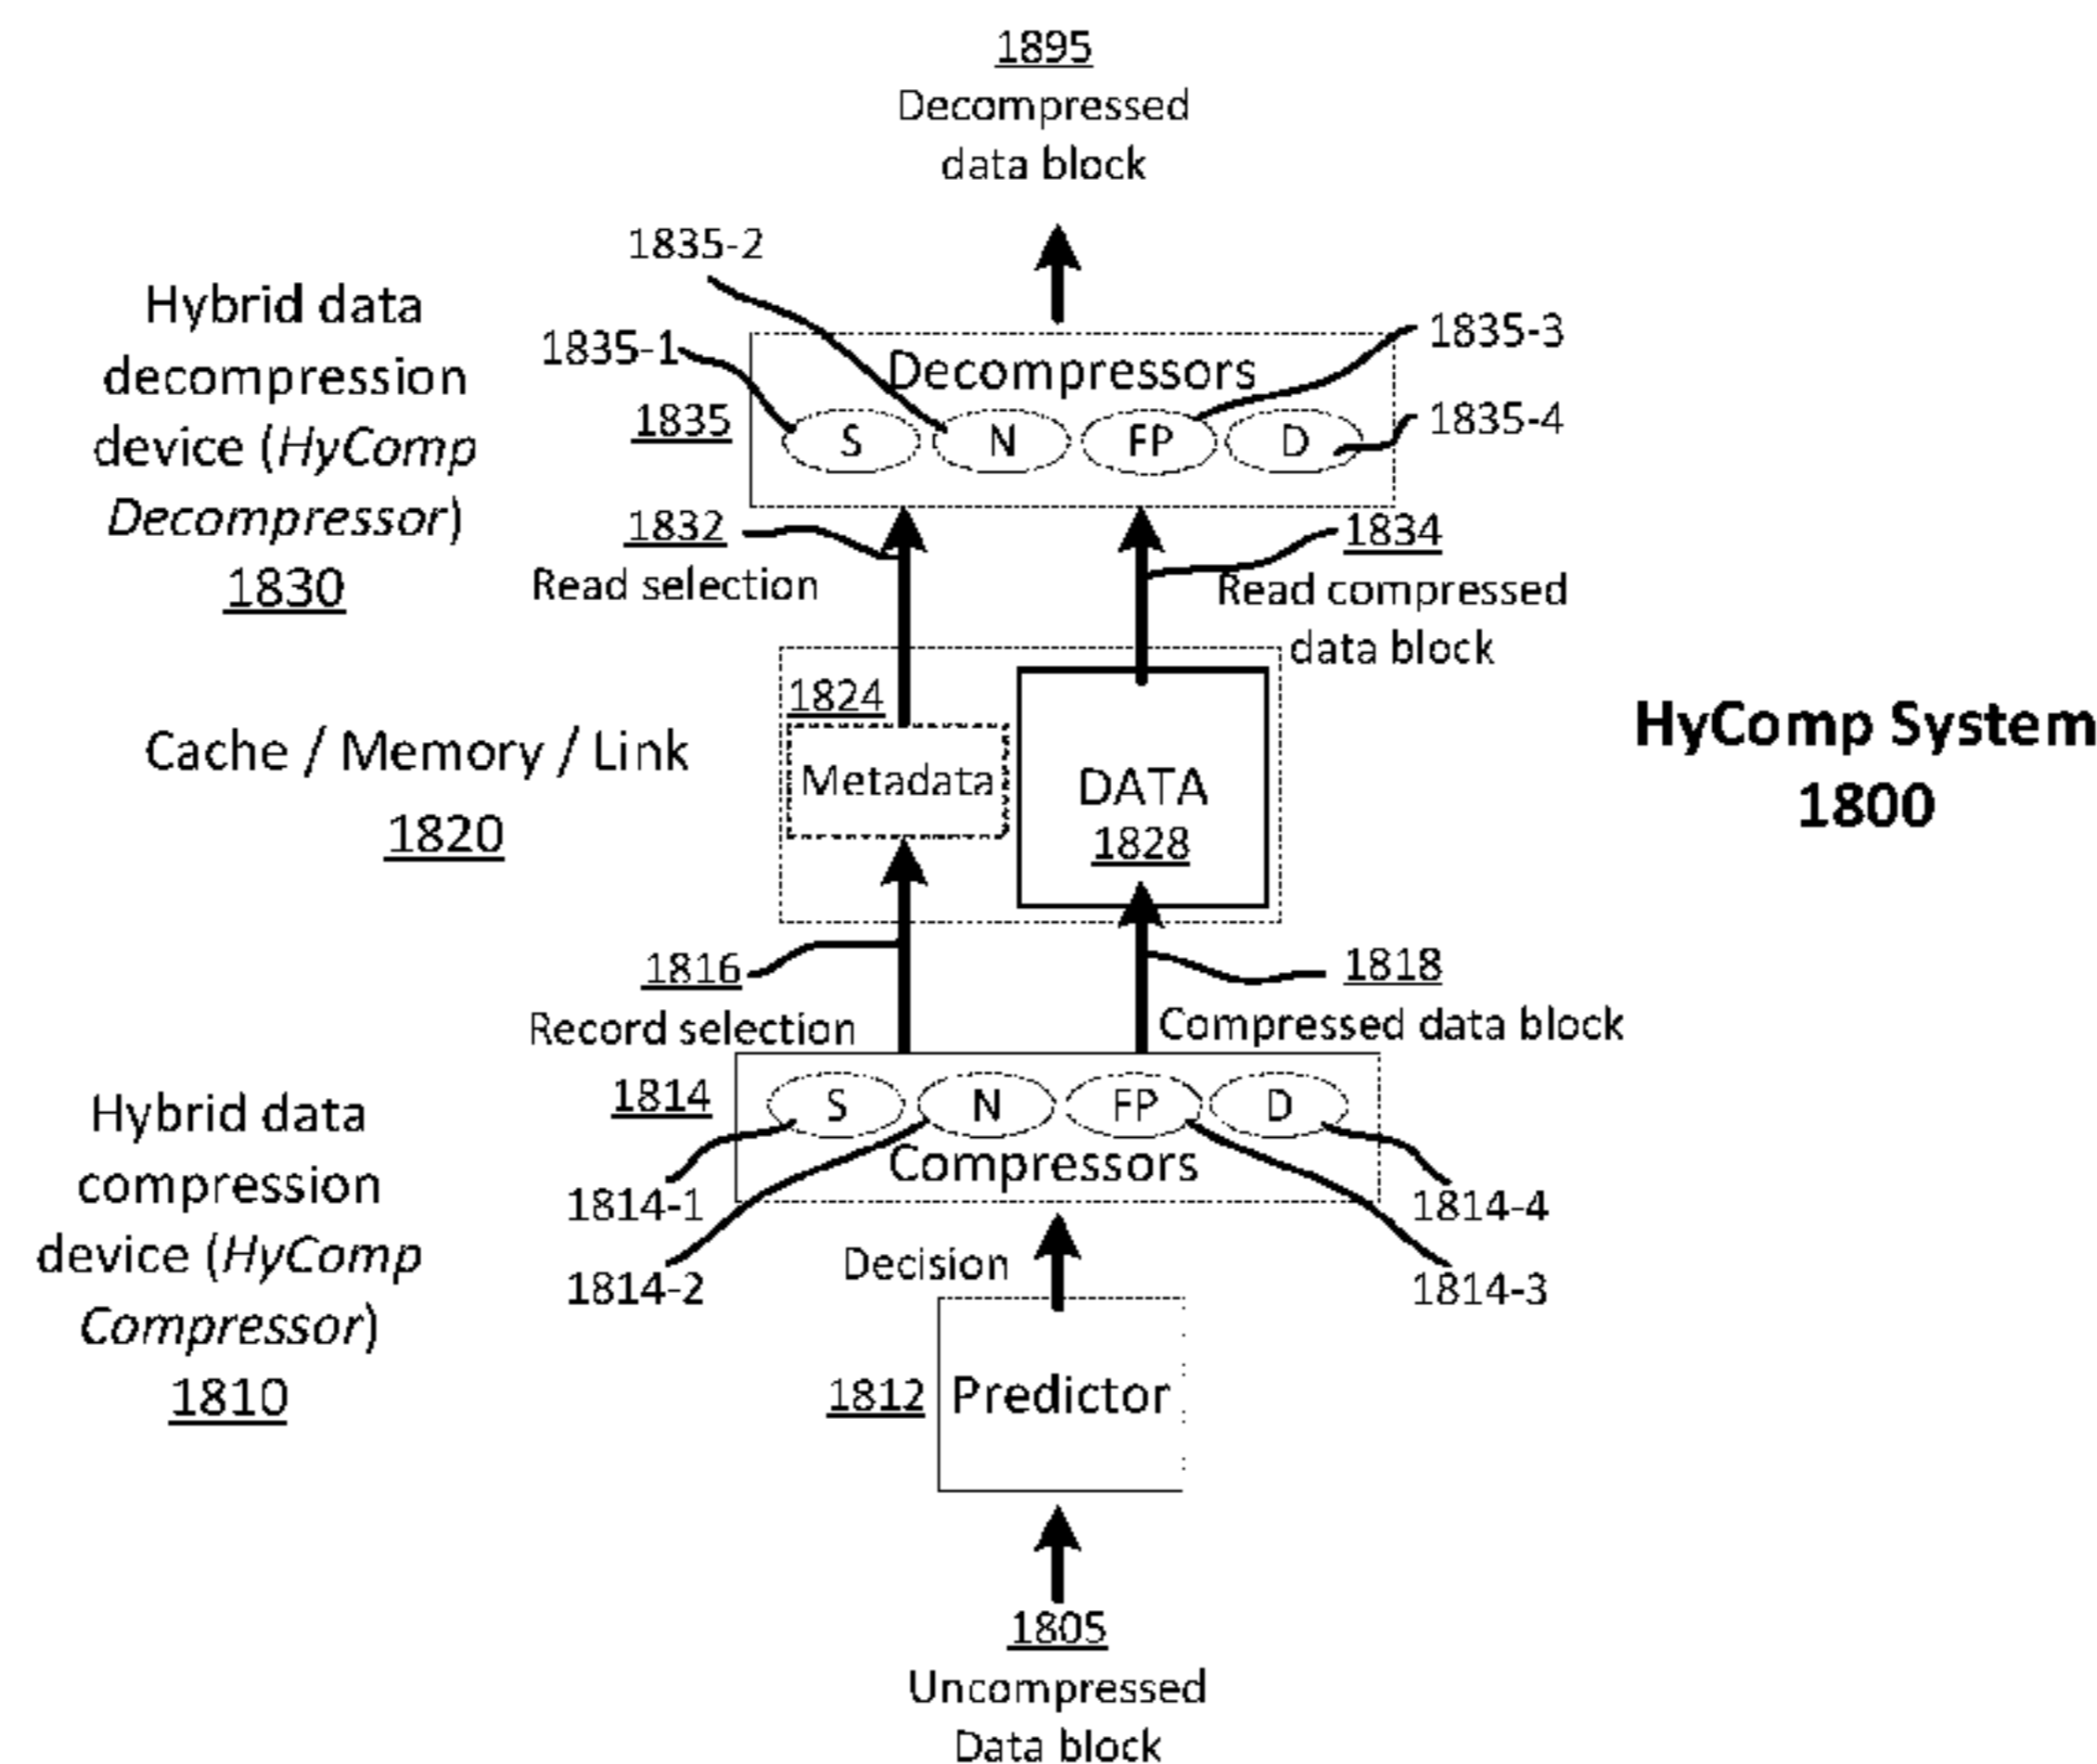 1895
Decompressed
data block
1835-2
Hybrid data
decompression
device (HyComp
Decompressor)
1830
1835-1
1835-3
Decompressors
1835
1835-4
S
N
FP
D
1832
Read selection
1834
Read compressed
data block
Cache / Memory / Link
1820
1824
Metadata
DATA
1828
HyComp System
1800
1816
Record selection
1818
Compressed data block
Hybrid data
compression
device (HyComp
Compressor)
1810
1814
S
N
FP
D
Compressors
1814-1
1814-2
1814-4
1814-3
Decision
1812
Predictor
1805
Uncompressed
Data block